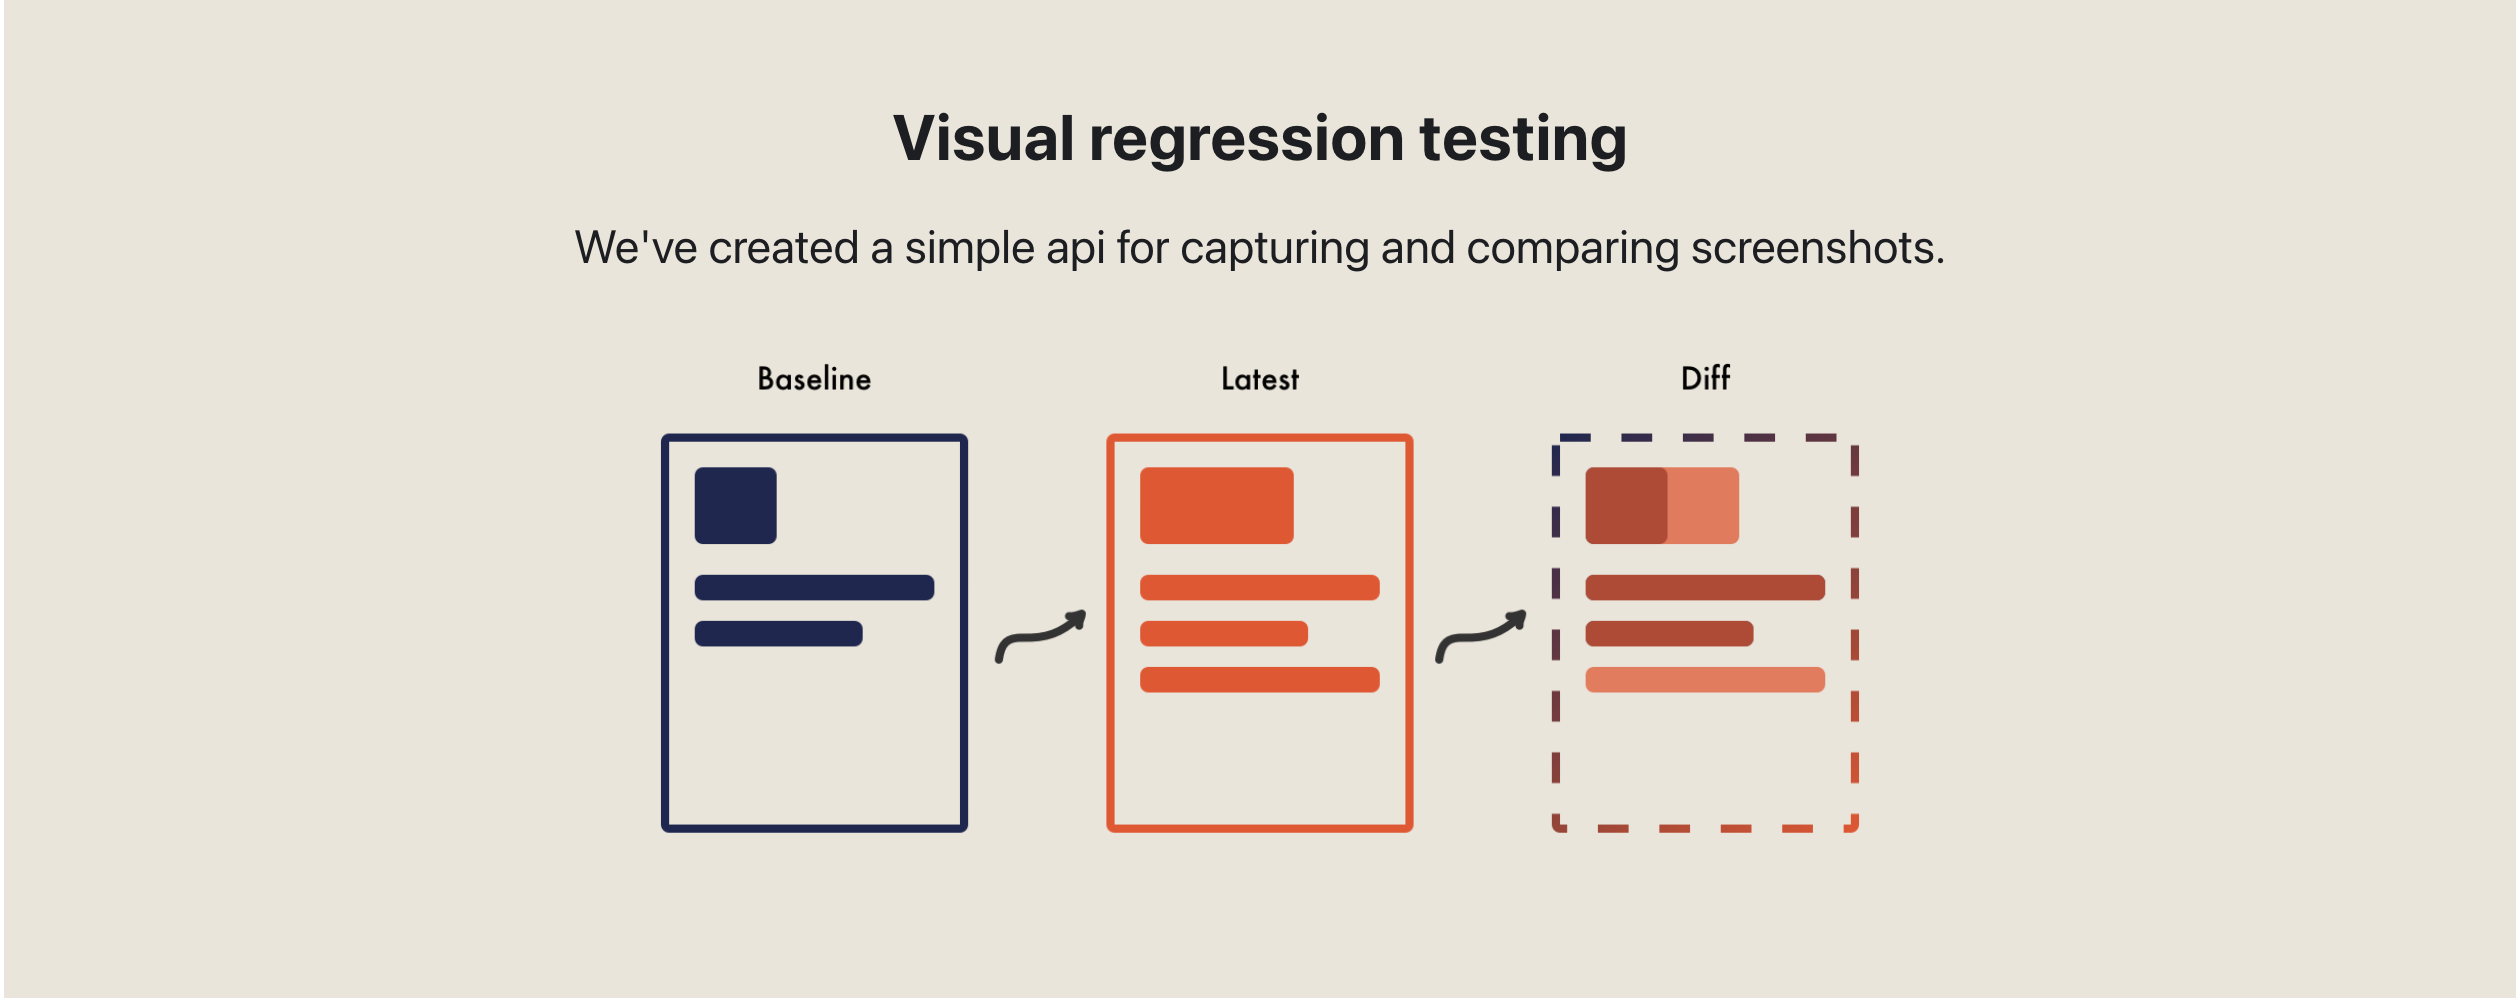 Visual regression testing
We've created a simple api for capturing and comparing screenshots.
Baseline
Latest
Diff